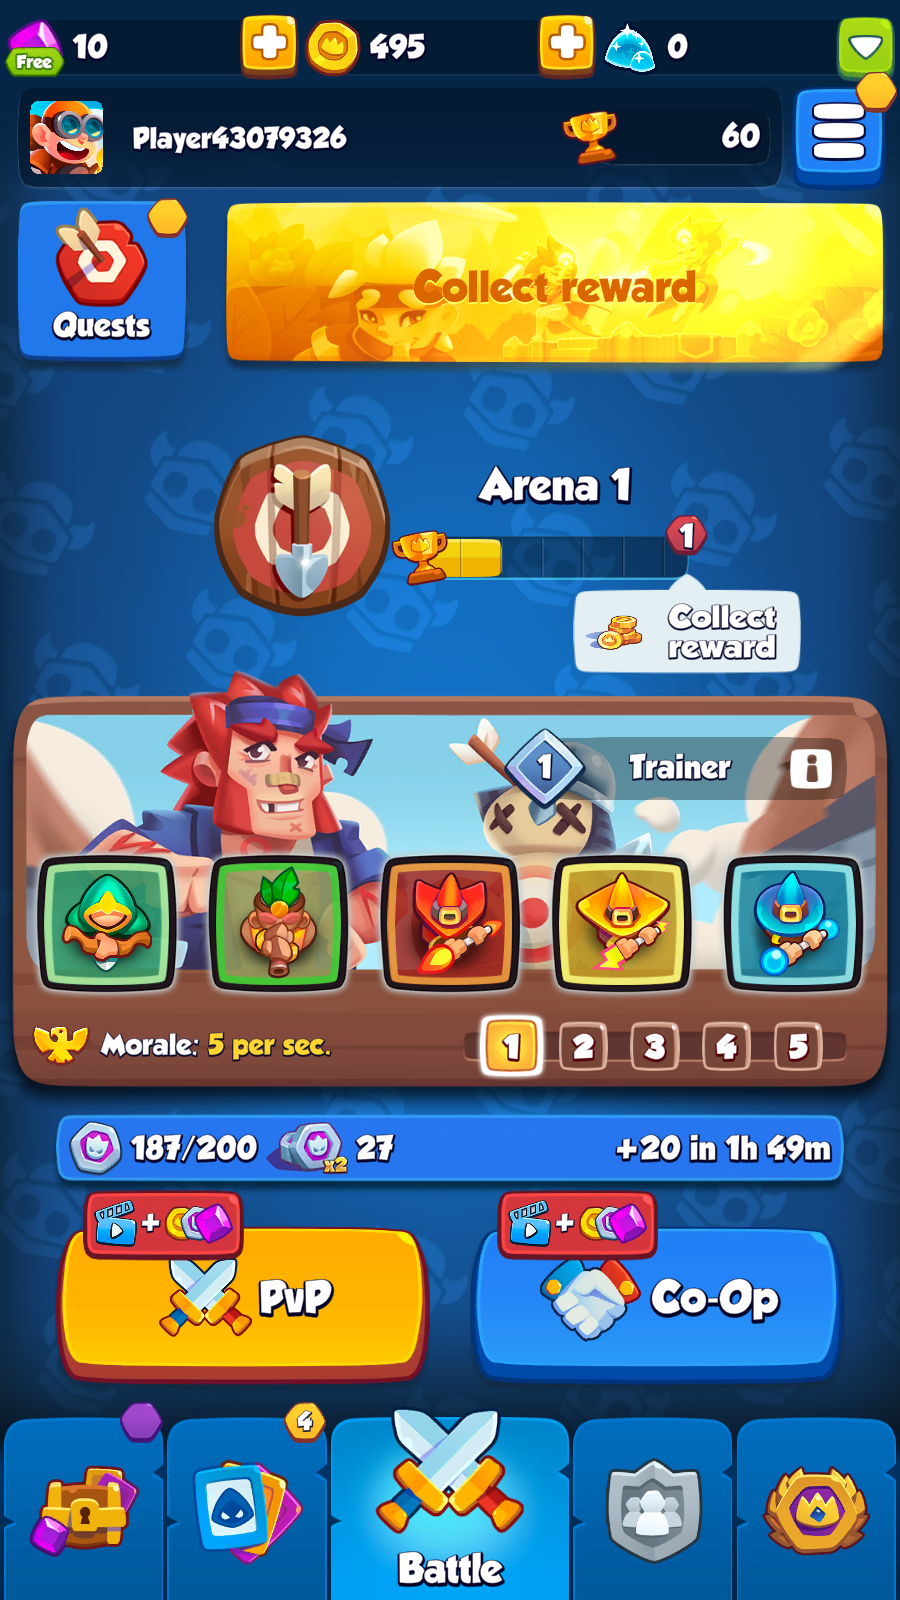 Free
10
495
0
Player43079326
60
Quests
Collect reward
Arena 1
1
Collect
reward
1
Trainer
i
Morale: 5 per sec.
1 2 3 4 5
187/200
x2
27
+20 in 1h 49m
+
+
PvP
Co-Op
4
Battle